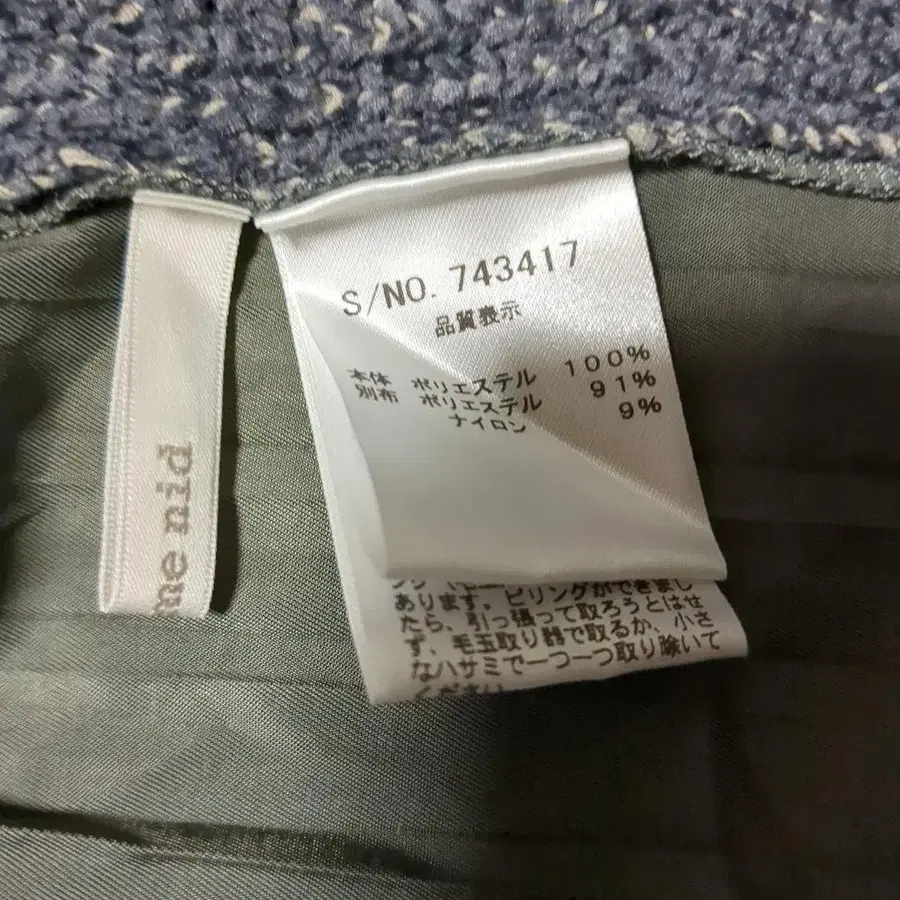 S/NO. 743417
品質表示
本体 ポリエステル 100%
別布 ポリエステル 91%
ナイロン 9%
あります。ピリングができまし
たら、引っ張って取ろうとはせ
ず、毛玉取り器で取るか、小さ
なハサミで一つ一つ取り除いて
ください
me nid